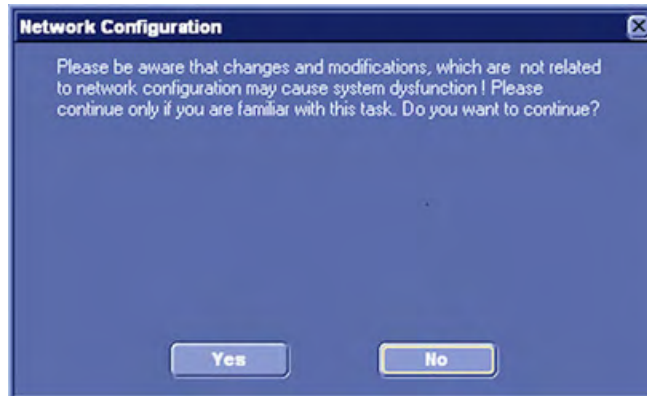 Network Configuration
Please be aware that changes and modifications, which are not related
to network configuration may cause system dysfunction ! Please
continue only if you are familiar with this task. Do you want to continue?
Yes
No